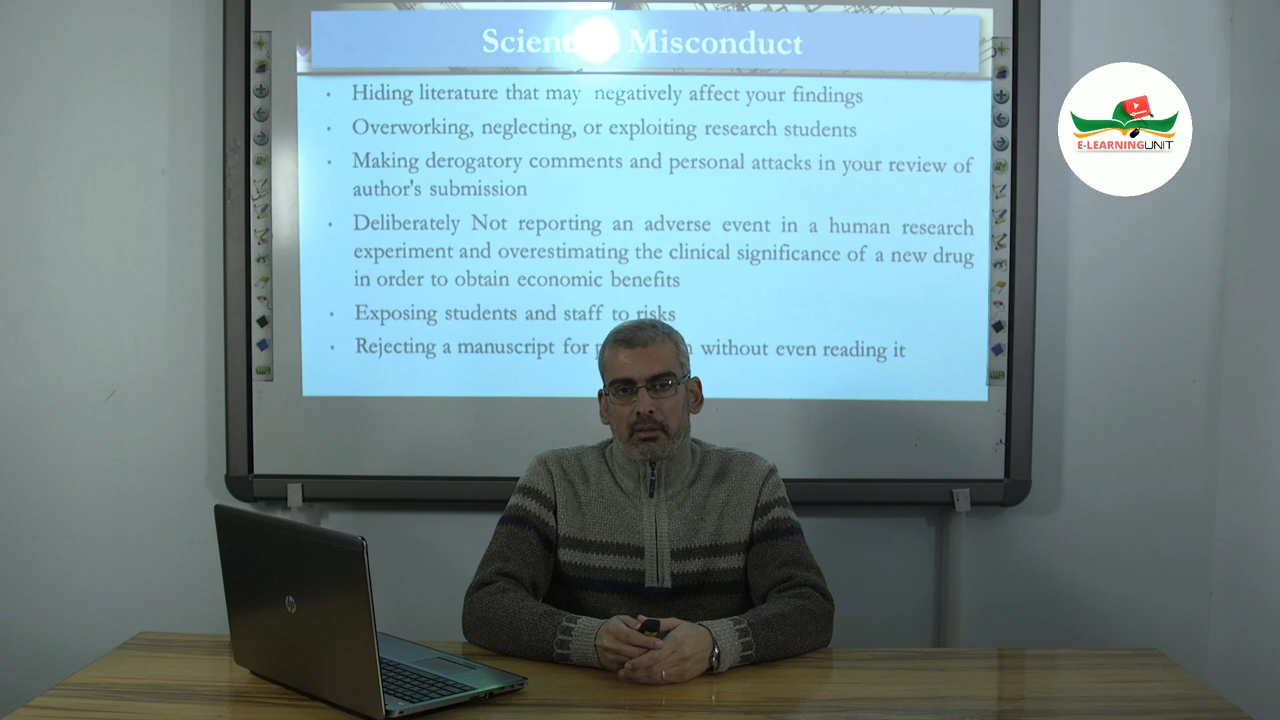 Misconduct
· Hiding literature that may negatively affect your findings
· Overworking, neglecting, or exploiting research students
· Making derogatory comments and personal attacks in your review of
author's submission
· Deliberately Not reporting an adverse event in a human research
experiment and overestimating the clinical significance of a new drug
in order to obtain economic benefits
· Exposing students and staff to risks
· Rejecting a manuscript for without even reading it
E-LEARNINGUNIT
hp